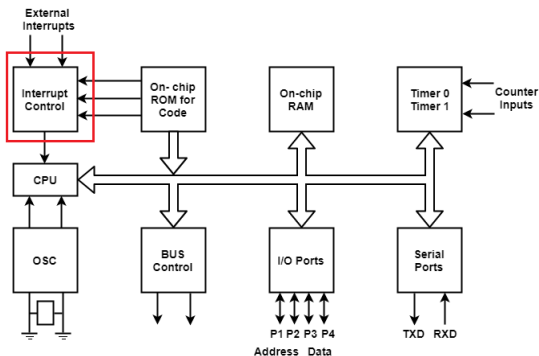 External
Interrupts
Interrupt
Control
On- chip
ROM for
Code
On-chip
RAM
Timer 0
Timer 1
Counter
Inputs
CPU
OSC
BUS
Control
I/O Ports
Serial
Ports
P1 P2 P3 P4
TXD RXD
Address Data